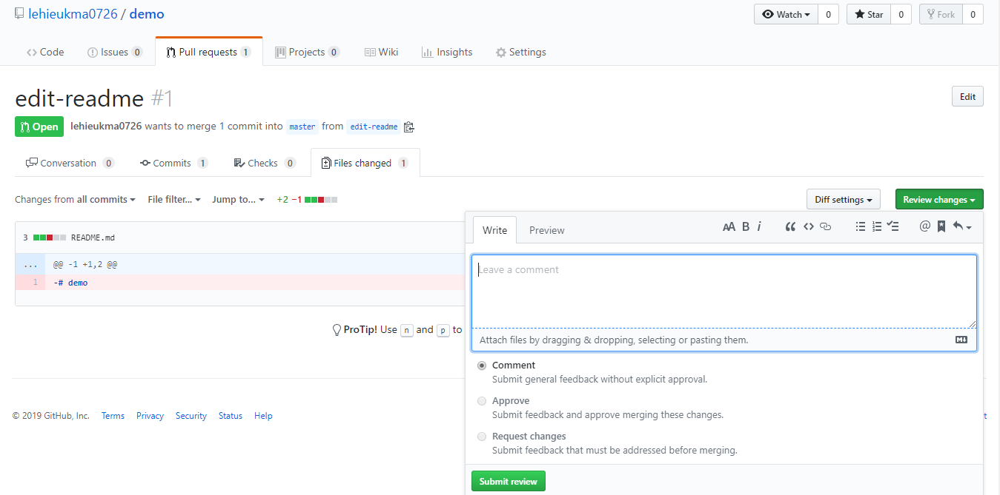 lehieukma0726 / demo
Watch 0 Star 0 Fork 0
Code Issues 0 Pull requests 1 Projects 0 Wiki Insights Settings
edit-readme #1
Edit
Open lehieukma0726 wants to merge 1 commit into master from edit-readme
Conversation 0 Commits 1 Checks 0 Files changed 1
Changes from all commits File filter... Jump to... +2 −1
Diff settings Review changes
3 README.md
... @@ -1 +1,2 @@
1 -# demo
ProTip! Use n and p to
Write Preview
AA B i
Leave a comment
Attach files by dragging & dropping, selecting or pasting them.
Comment
Submit general feedback without explicit approval.
Approve
Submit feedback and approve merging these changes.
Request changes
Submit feedback that must be addressed before merging.
Submit review
© 2019 GitHub, Inc. Terms Privacy Security Status Help